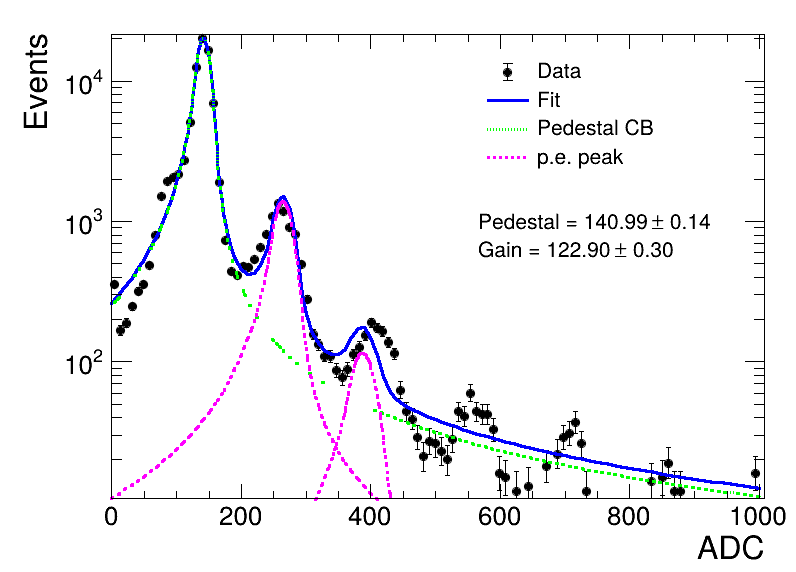 Events
10^4
10^3
10^2
Data
Fit
Pedestal CB
p.e. peak
Pedestal = 140.99 ± 0.14
Gain = 122.90 ± 0.30
0 200 400 600 800 1000
ADC